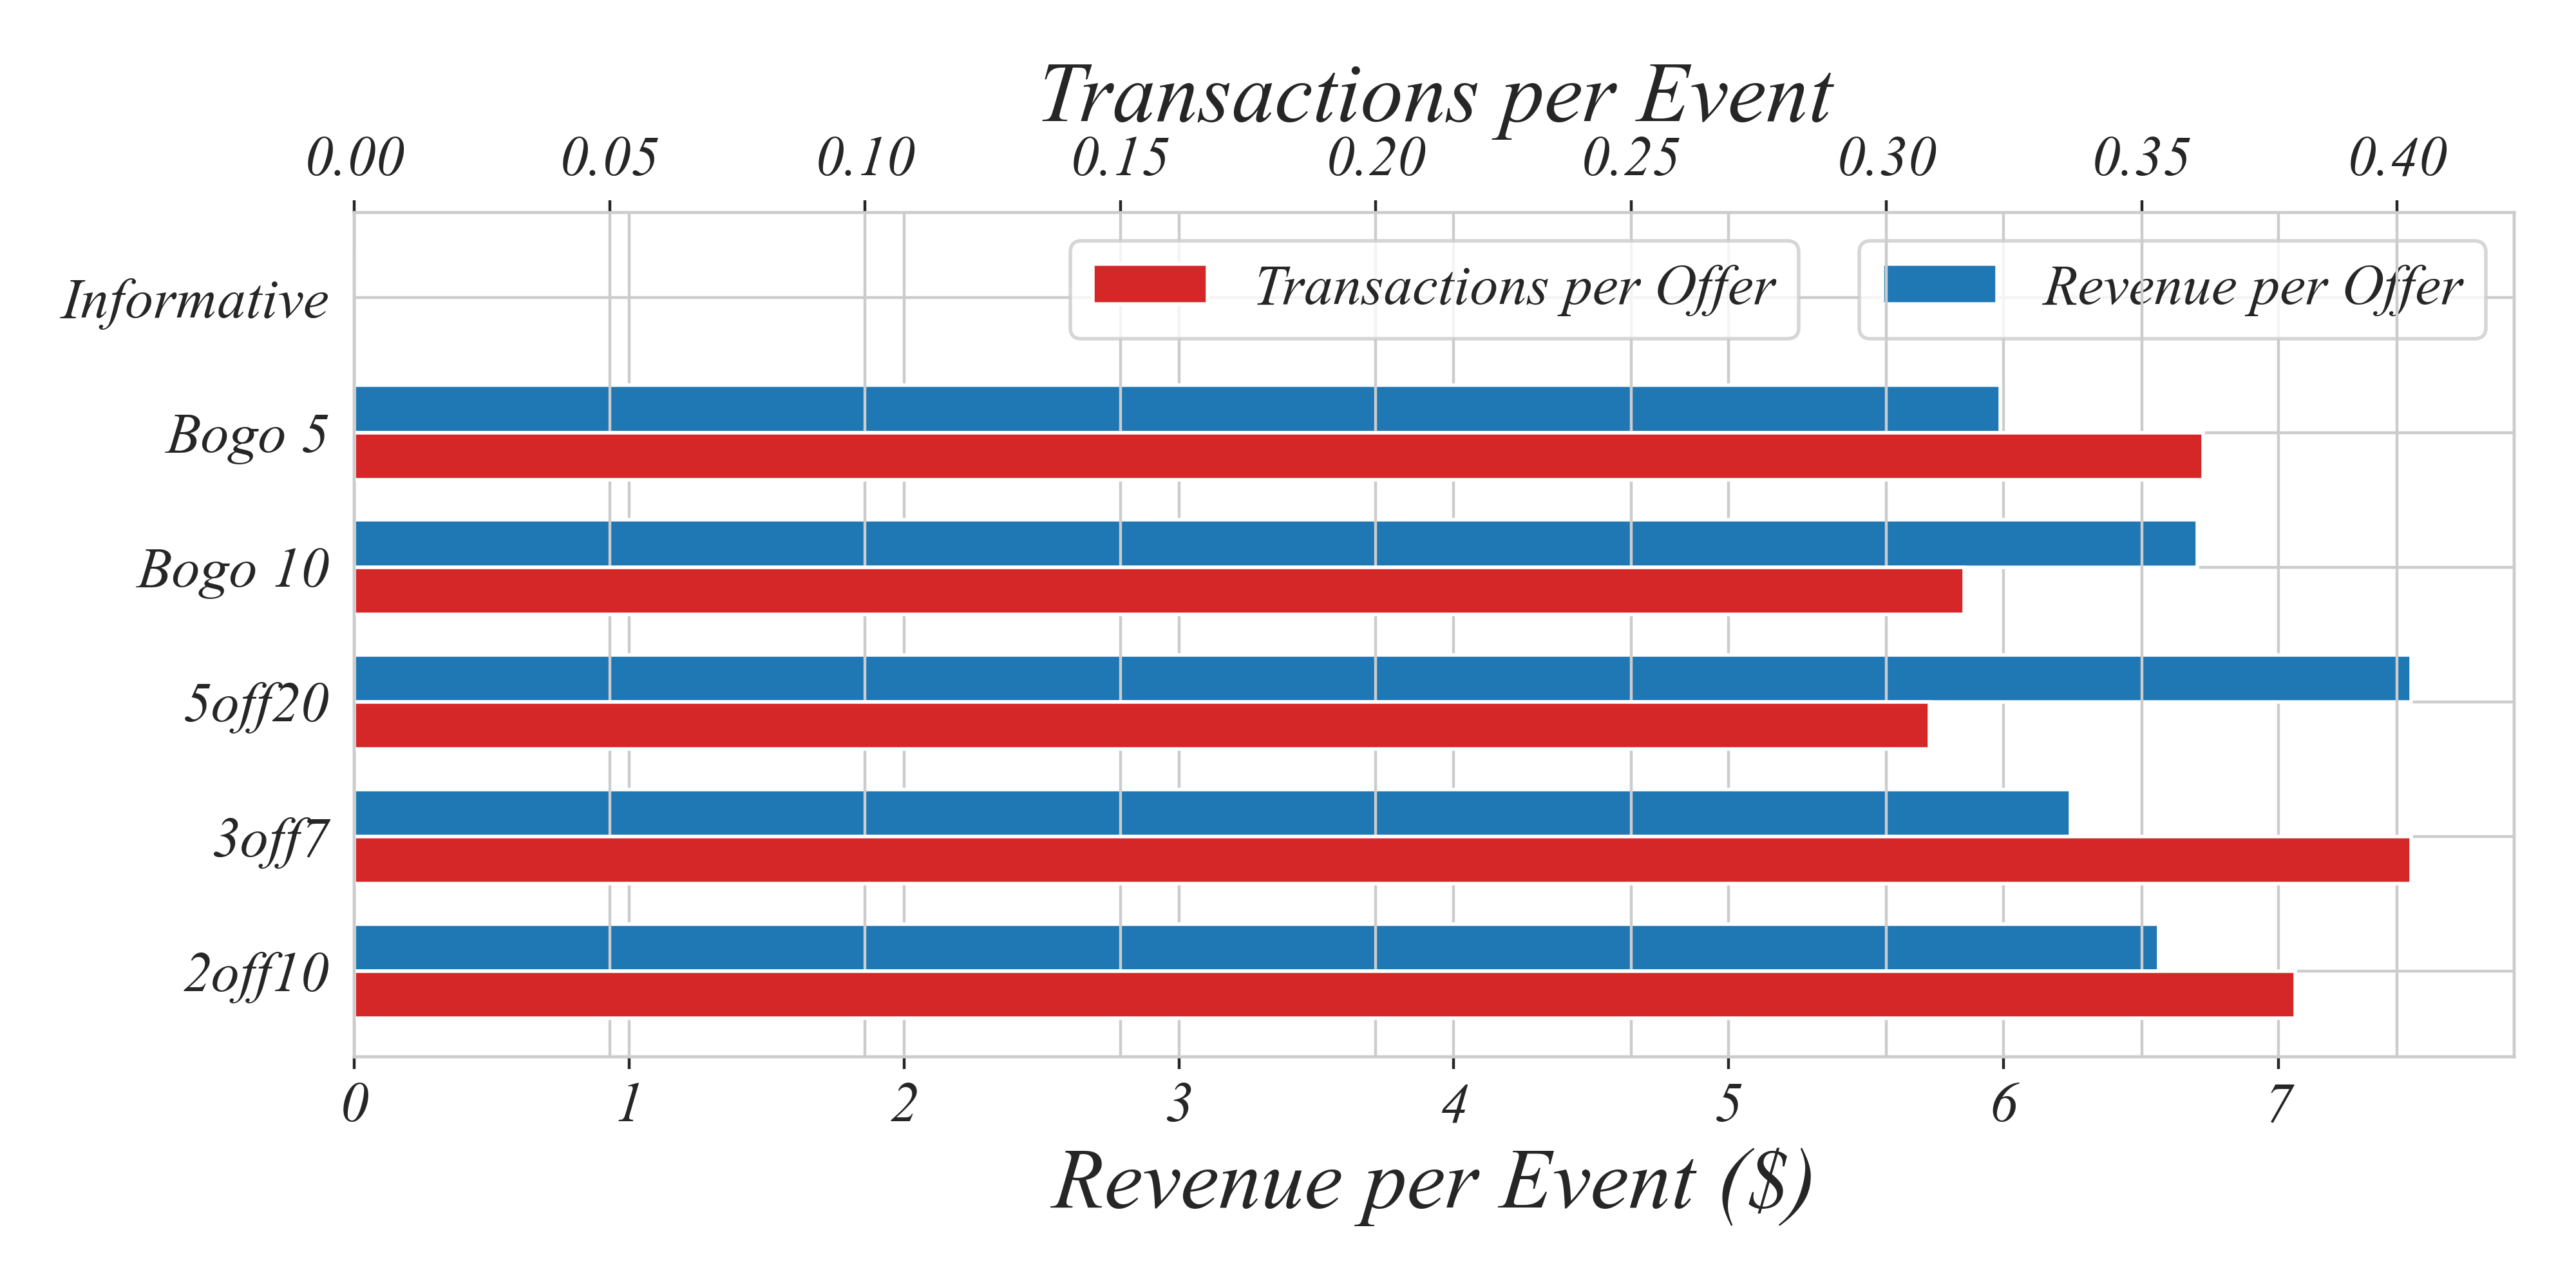 Transactions per Event
0.00 0.05 0.10 0.15 0.20 0.25 0.30 0.35 0.40
Transactions per Offer
Revenue per Offer
Informative
Bogo 5
Bogo 10
5off20
3off7
2off10
0 1 2 3 4 5 6 7
Revenue per Event ($)